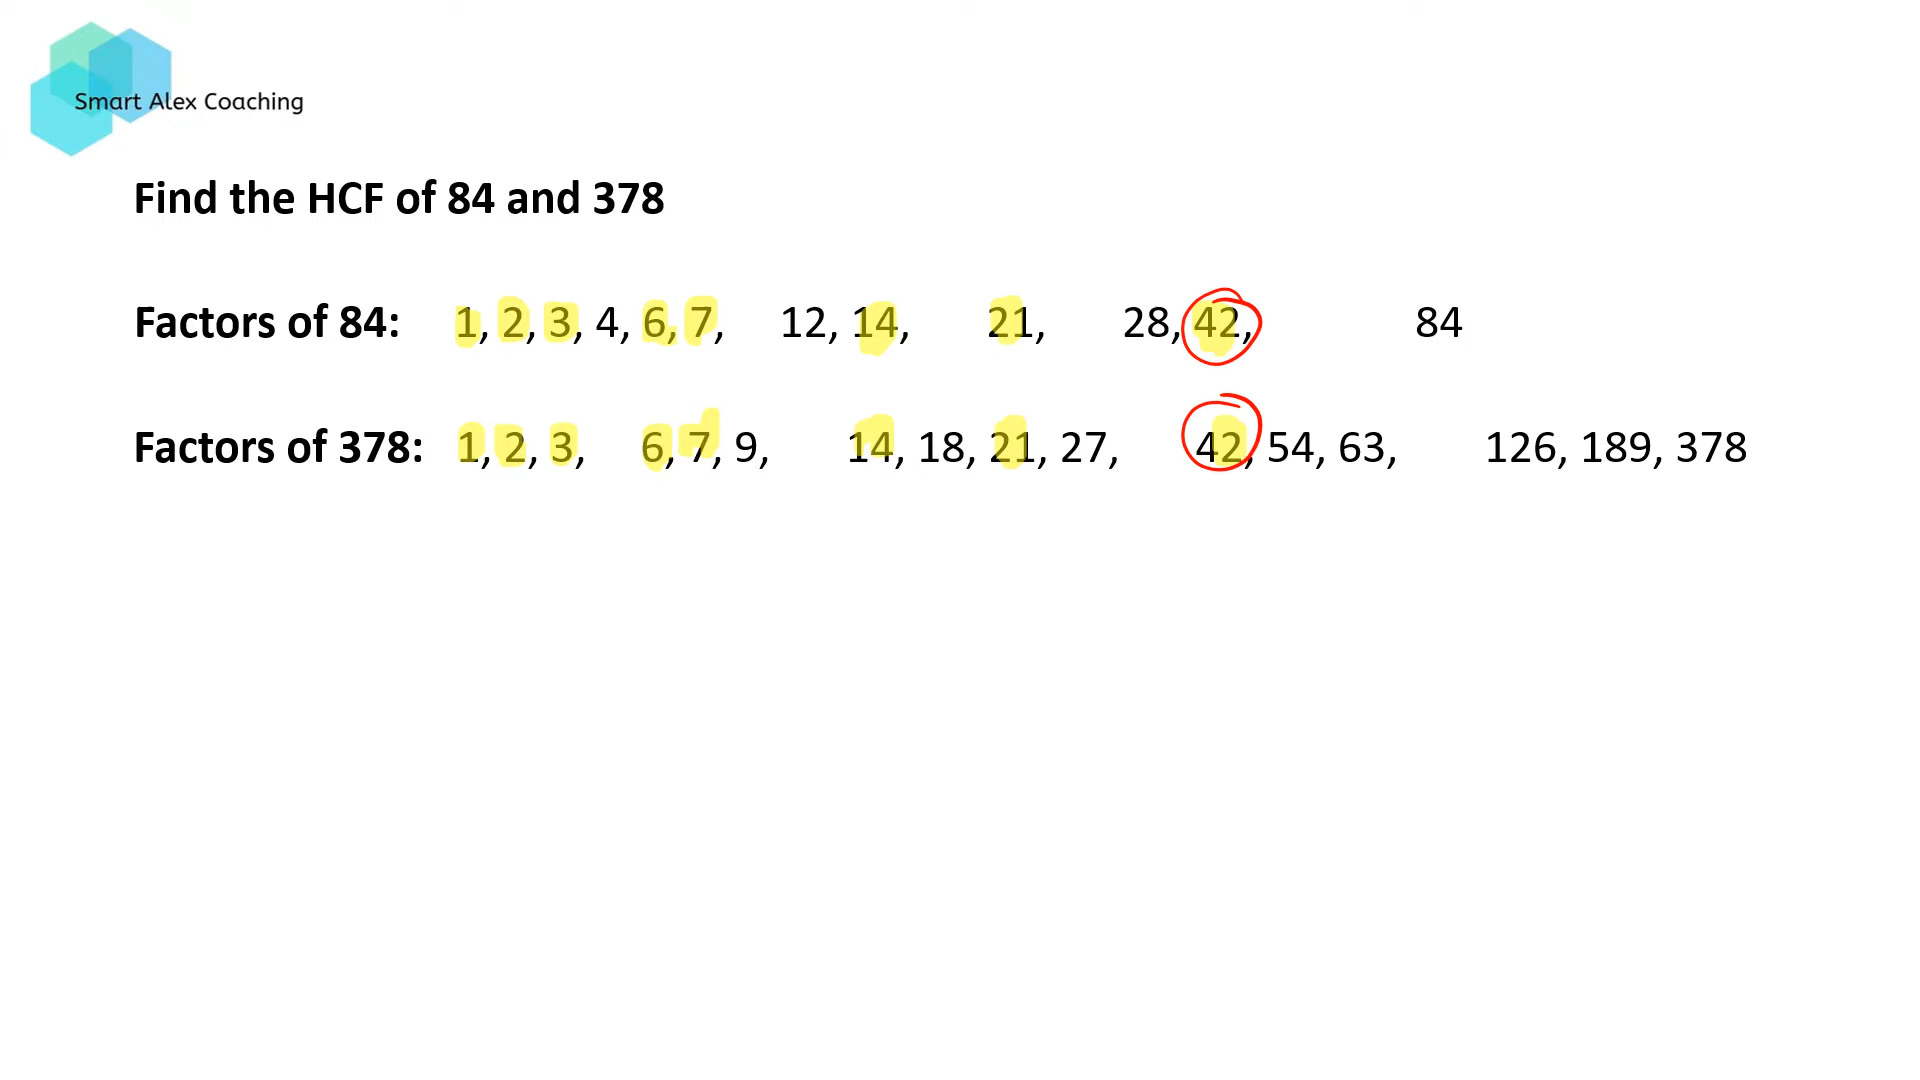 Smart Alex Coaching
Find the HCF of 84 and 378
Factors of 84: 1, 2, 3, 4, 6, 7, 12, 14, 21, 28, 42, 84
Factors of 378: 1, 2, 3, 6, 7, 9, 14, 18, 21, 27, 42, 54, 63, 126, 189, 378